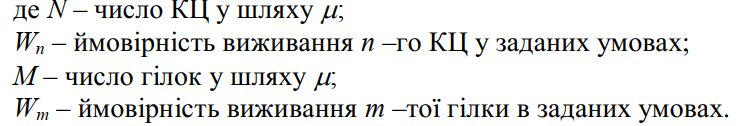 де N – число КЦ у шляху μ;
Wn – ймовірність виживання n –го КЦ у заданих умовах;
M – число гілок у шляху μ;
Wm – ймовірність виживання m –тої гілки в заданих умовах.